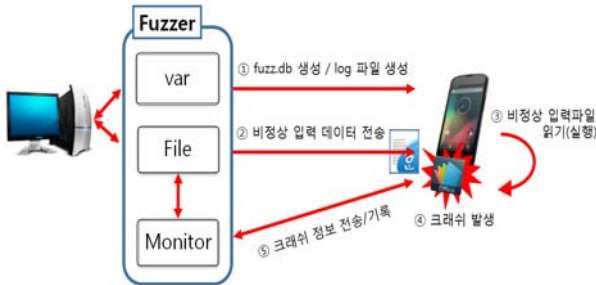 Fuzzer
var
① fuzz.db 생성 / log 파일 생성
File
② 비정상 입력 데이터 전송
③ 비정상 입력파일
읽기(실행)
④ 크래쉬 발생
Monitor
⑤ 크래쉬 정보 전송/기록